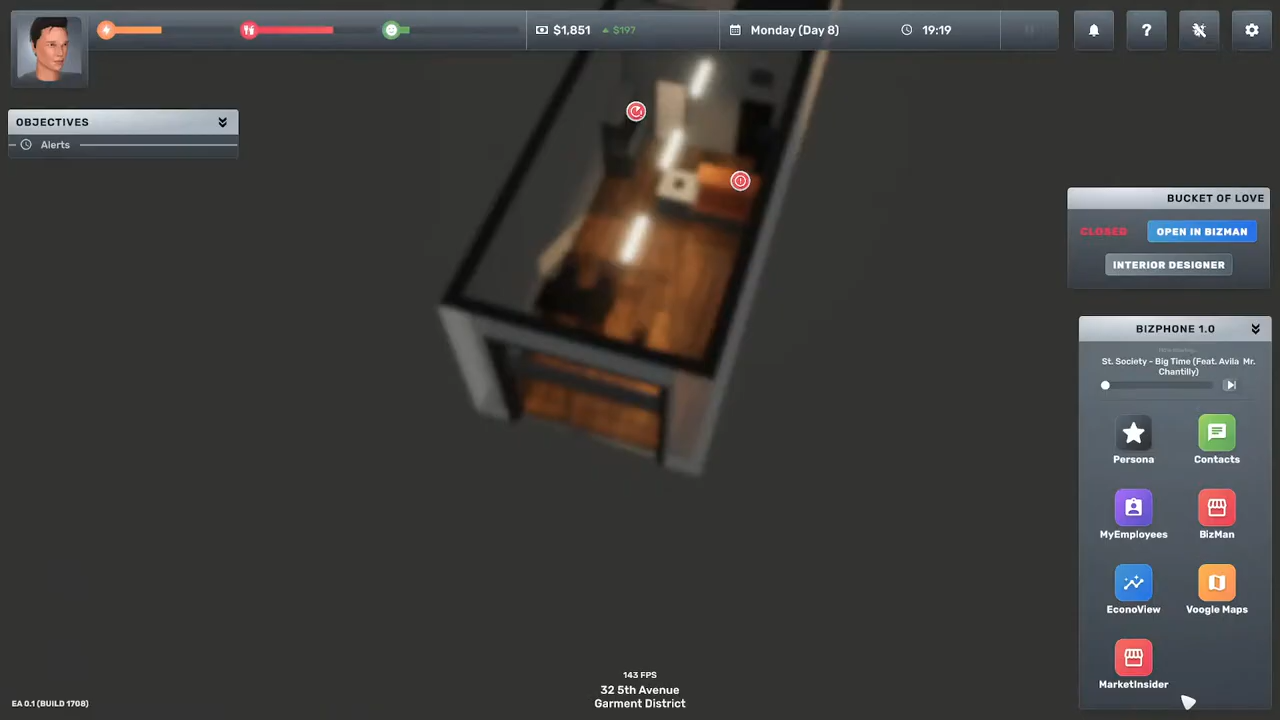 $1,851
$197
Monday (Day 8)
19:19
?
OBJECTIVES
Alerts
BUCKET OF LOVE
CLOSED
OPEN IN BIZMAN
INTERIOR DESIGNER
BIZPHONE 1.0
St. Society - Big Time (Feat. Avila Mr.
Chantilly)
Persona
Contacts
MyEmployees
BizMan
EconoView
Voogle Maps
MarketInsider
143 FPS
32 5th Avenue
Garment District
EA 0.1 (BUILD 1708)